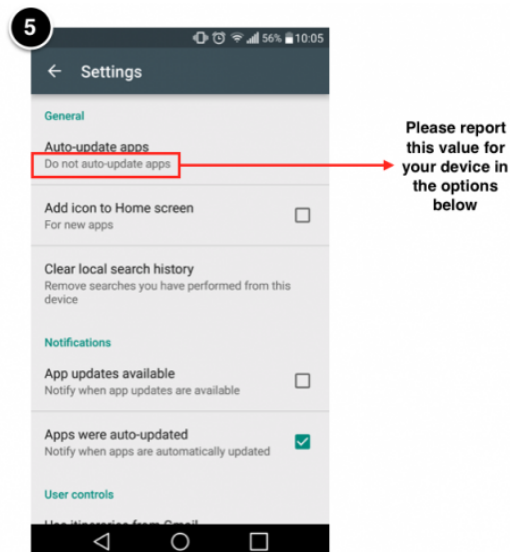 5
56% 10:05
Settings
General
Auto-update apps
Do not auto-update apps
Please report
this value for
your device in
the options
below
Add icon to Home screen
For new apps
Clear local search history
Remove searches you have performed from this
device
Notifications
App updates available
Notify when app updates are available
Apps were auto-updated
Notify when apps are automatically updated
User controls